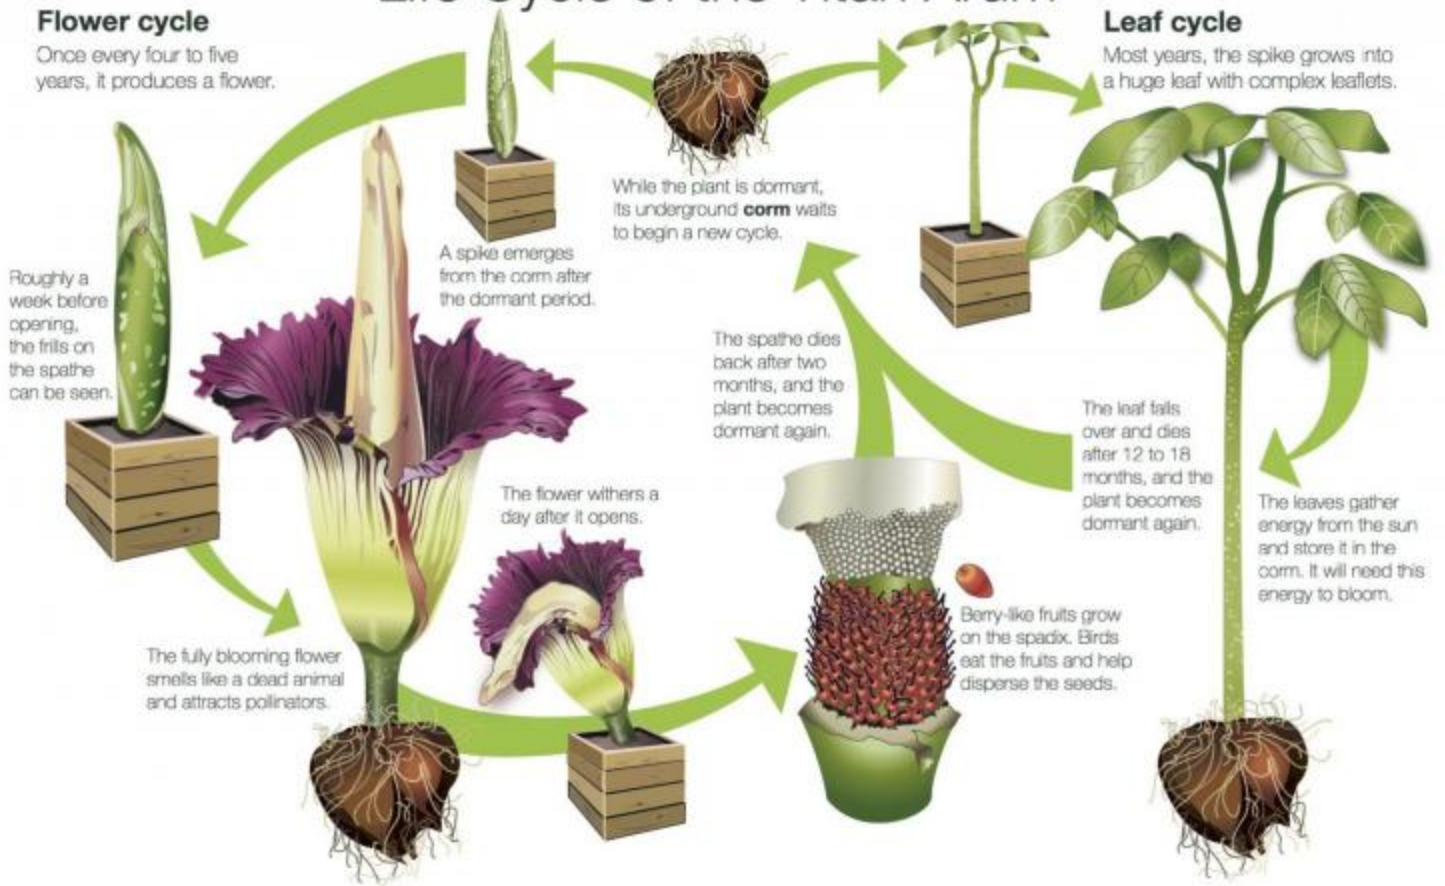 Life Cycle of the Titan Arum
Flower cycle
Once every four to five
years, it produces a flower.
Leaf cycle
Most years, the spike grows into
a huge leaf with complex leaflets.
While the plant is dormant,
its underground corm waits
to begin a new cycle.
A spike emerges
from the corm after
the dormant period.
Roughly a
week before
opening,
the frills on
the spathe
can be seen.
The spathe dies
back after two
months, and the
plant becomes
dormant again.
The leaf falls
over and dies
after 12 to 18
months, and the
plant becomes
dormant again.
The leaves gather
energy from the sun
and store it in the
corm. It will need this
energy to bloom.
The flower withers a
day after it opens.
Berry-like fruits grow
on the spadix. Birds
eat the fruits and help
disperse the seeds.
The fully blooming flower
smells like a dead animal
and attracts pollinators.